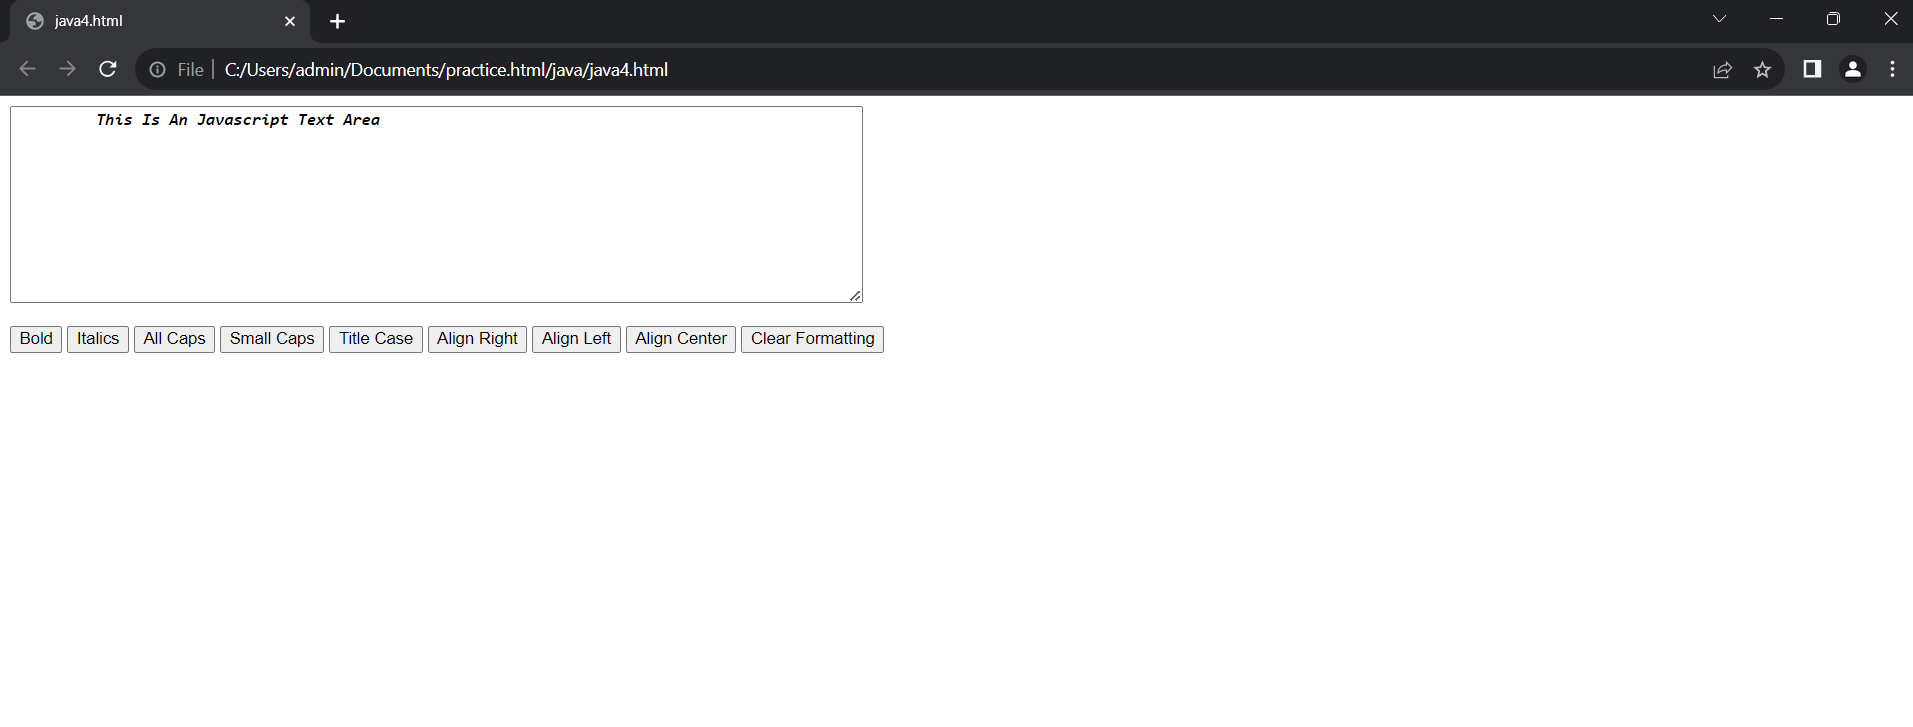 java4.html
File C:/Users/admin/Documents/practice.html/java/java4.html
This Is An Javascript Text Area
Bold Italics All Caps Small Caps Title Case Align Right Align Left Align Center Clear Formatting